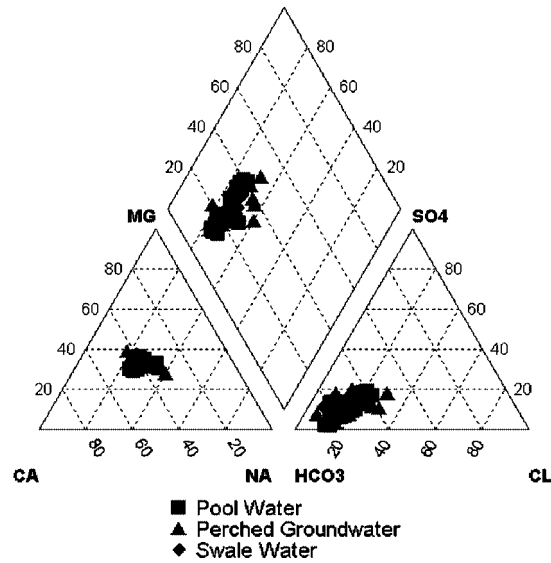 80 80
60 60
40 40
20 20
MG SO4
80 80
60 60
40 40
20 20
80 60 40 20 20 40 60 80
CA NA HCO3 CL
Pool Water
Perched Groundwater
Swale Water